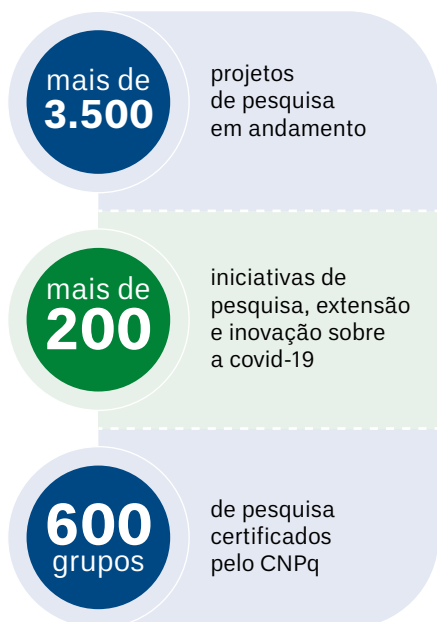 mais de
3.500
projetos
de pesquisa
em andamento
mais de
200
iniciativas de
pesquisa, extensão
e inovação sobre
a covid-19
600
grupos
de pesquisa
certificados
pelo CNPq